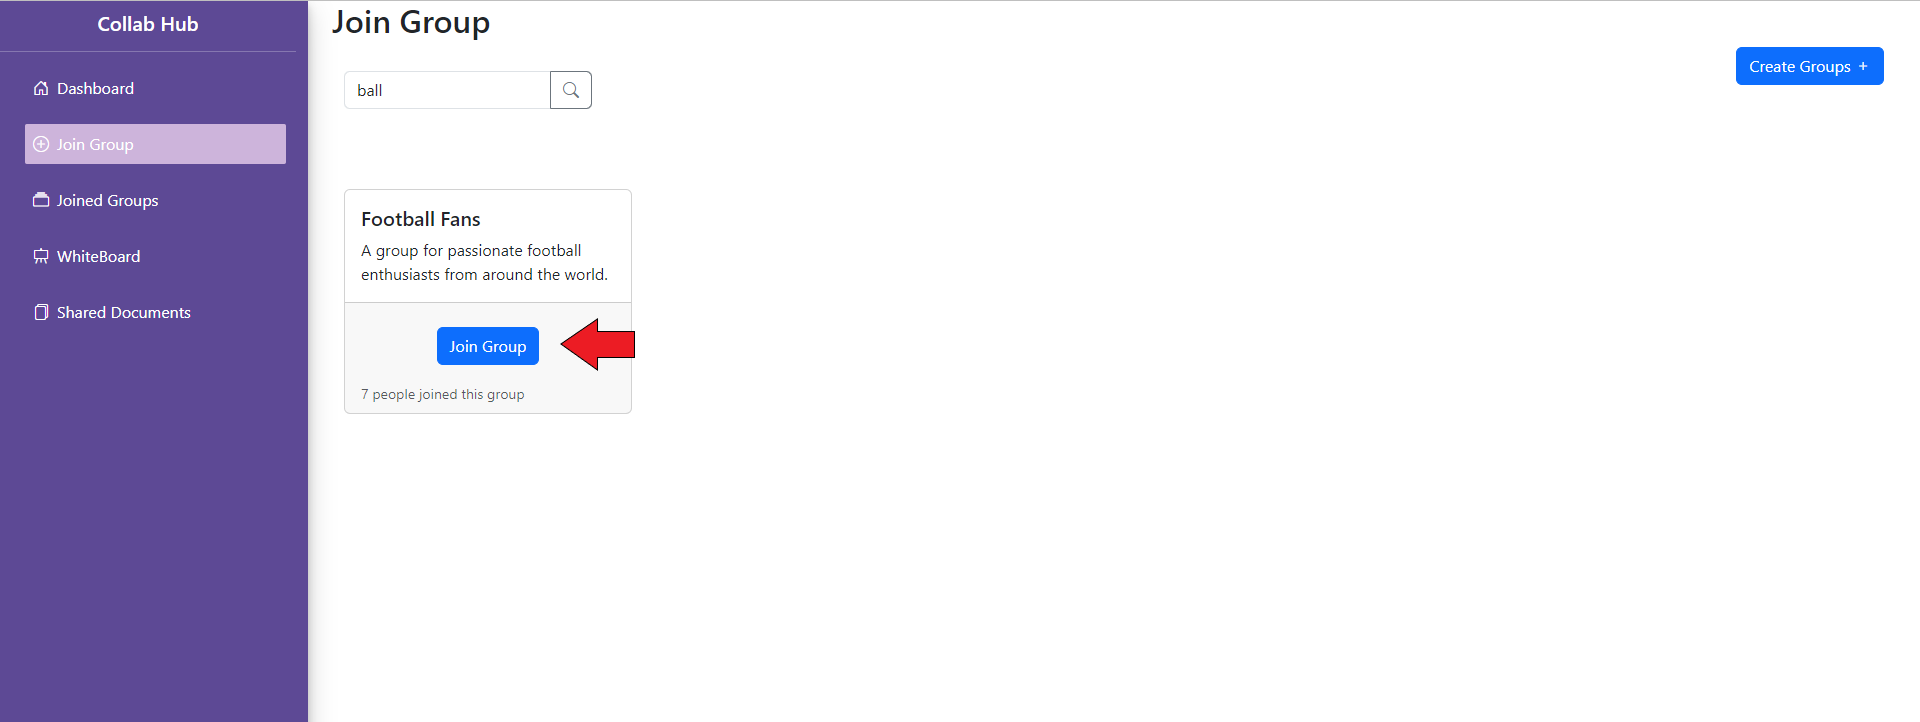 Collab Hub
Dashboard
Join Group
Joined Groups
WhiteBoard
Shared Documents
Join Group
ball
Create Groups +
Football Fans
A group for passionate football
enthusiasts from around the world.
Join Group
7 people joined this group